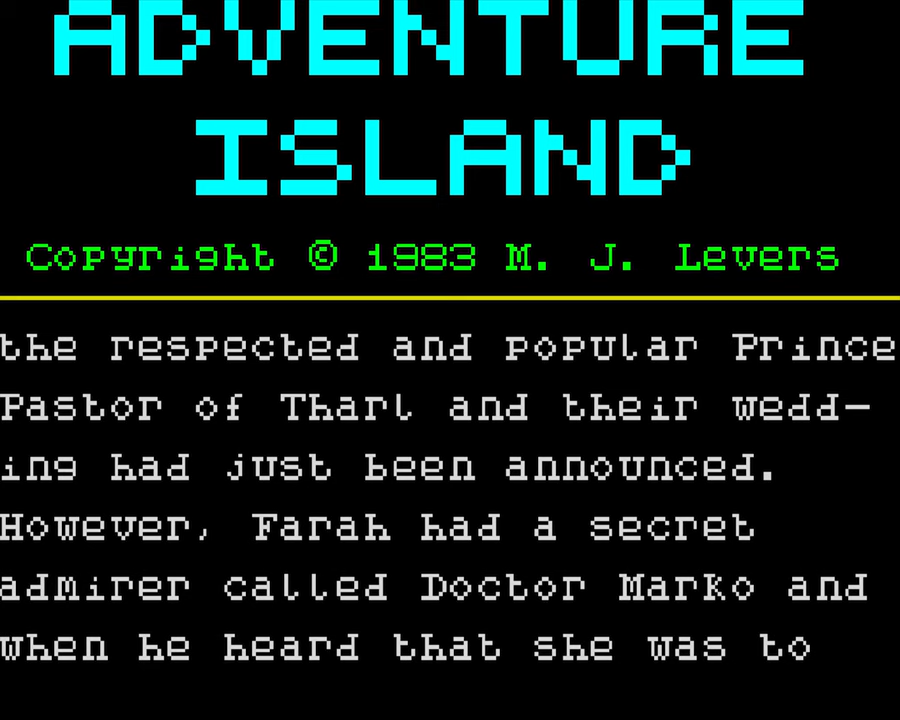 ADVENTURE
ISLAND
Copyright © 1983 M. J. Levers
the respected and popular Prince
Pastor of Tharl and their wedd-
ing had just been announced.
However, Farah had a secret
admirer called Doctor Marko and
when he heard that she was to